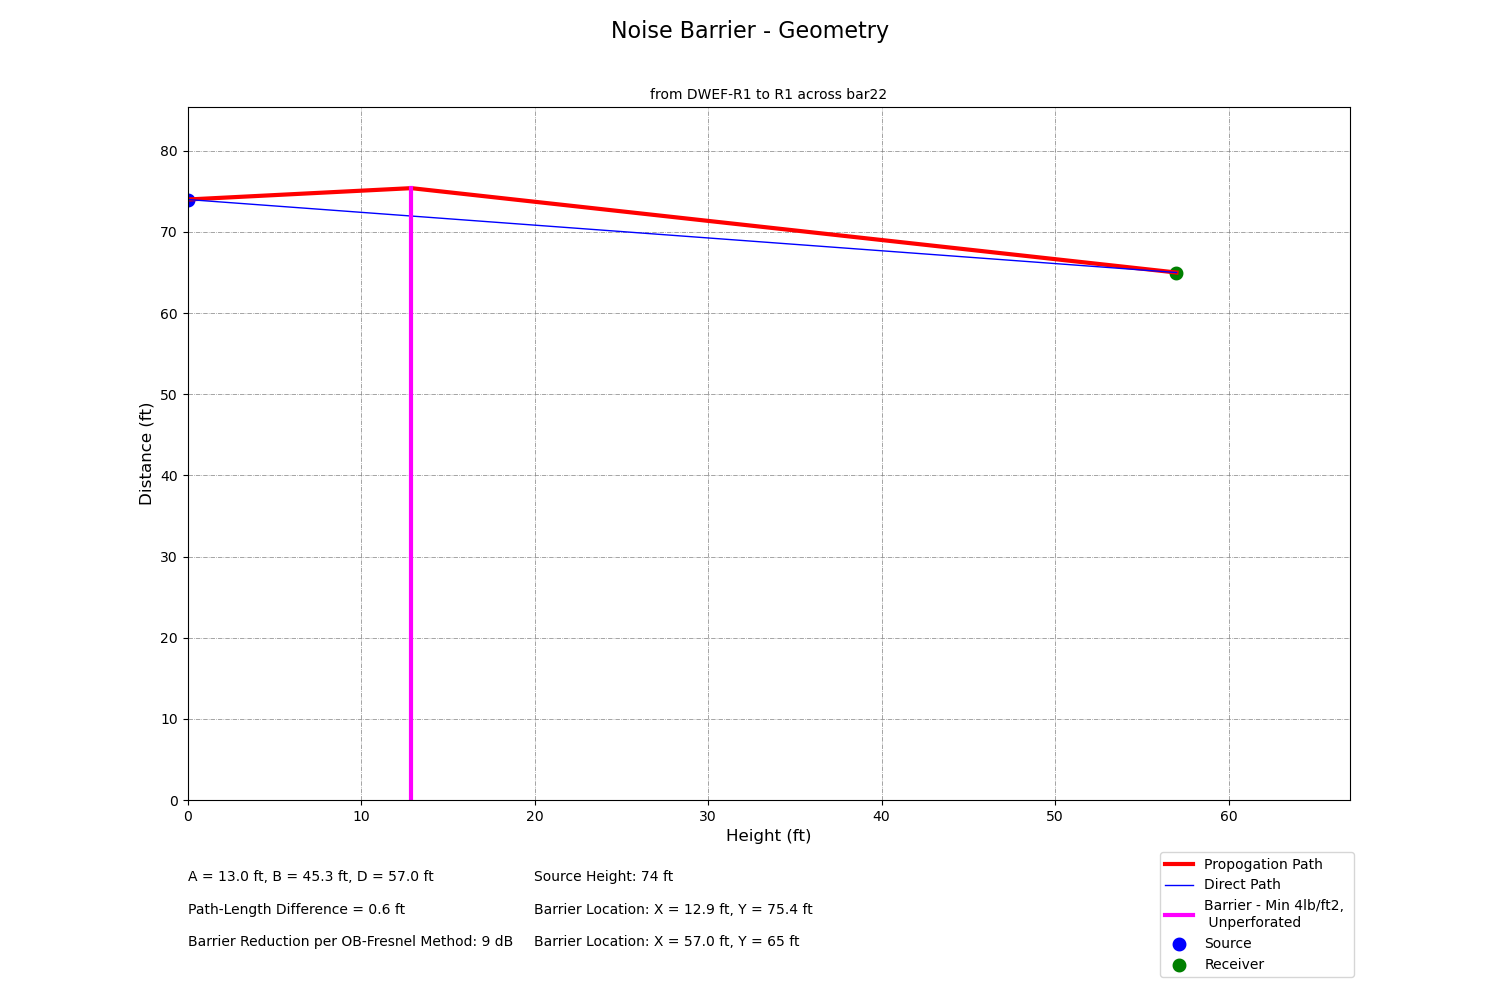 Noise Barrier - Geometry
from DWEF-R1 to R1 across bar22
80
70
60
50
40
30
20
10
0
Distance (ft)
0 10 20 30 40 50 60
Height (ft)
A = 13.0 ft, B = 45.3 ft, D = 57.0 ft
Path-Length Difference = 0.6 ft
Barrier Reduction per OB-Fresnel Method: 9 dB
Source Height: 74 ft
Barrier Location: X = 12.9 ft, Y = 75.4 ft
Barrier Location: X = 57.0 ft, Y = 65 ft
Propogation Path
Direct Path
Barrier - Min 4lb/ft2,
Unperforated
Source
Receiver